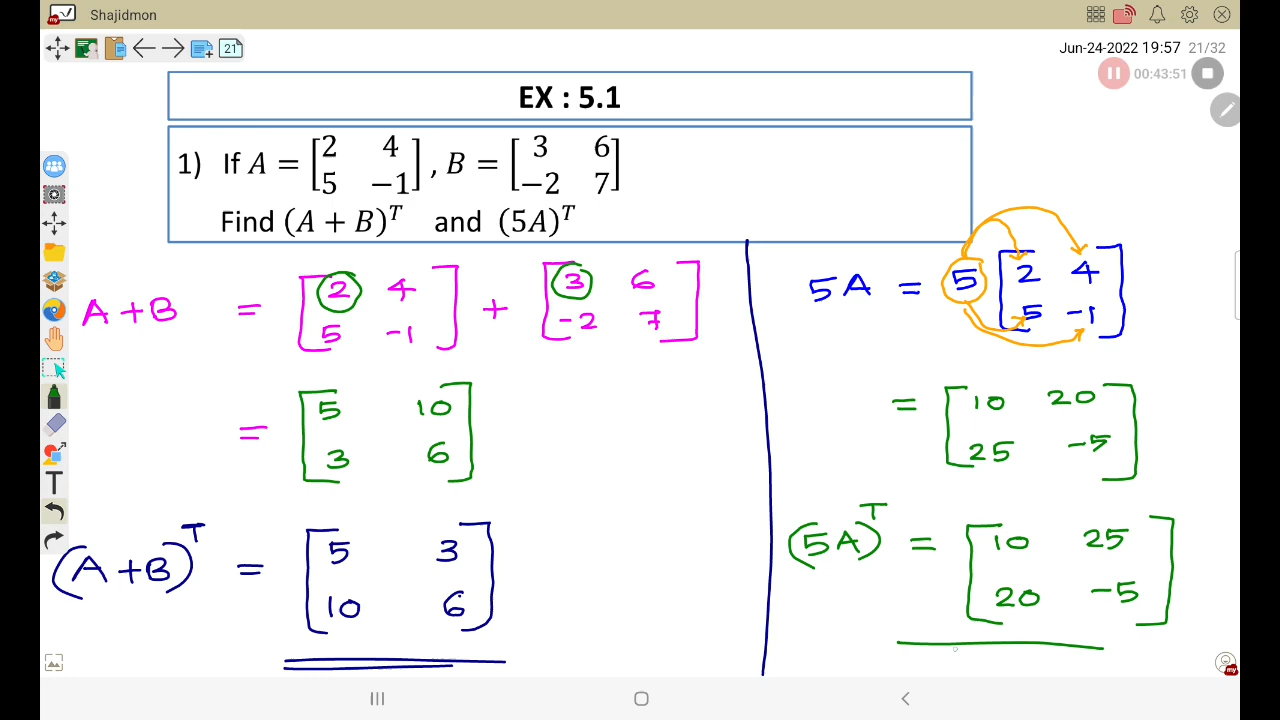 Shajidmon
21
Jun-24-2022 19:57 21/32
00:43:51
EX : 5.1
1) If A = [2 4
5 −1] , B = [3 6
−2 7]
Find (A + B)^T and (5A)^T
A+B = [2 4
5 -1] + [3 6
-2 7]
= [5 10
3 6]
(A+B)^T = [5 3
10 6]
5A = 5 [2 4
5 -1]
= [10 20
25 -5]
(5A)^T = [10 25
20 -5]
T